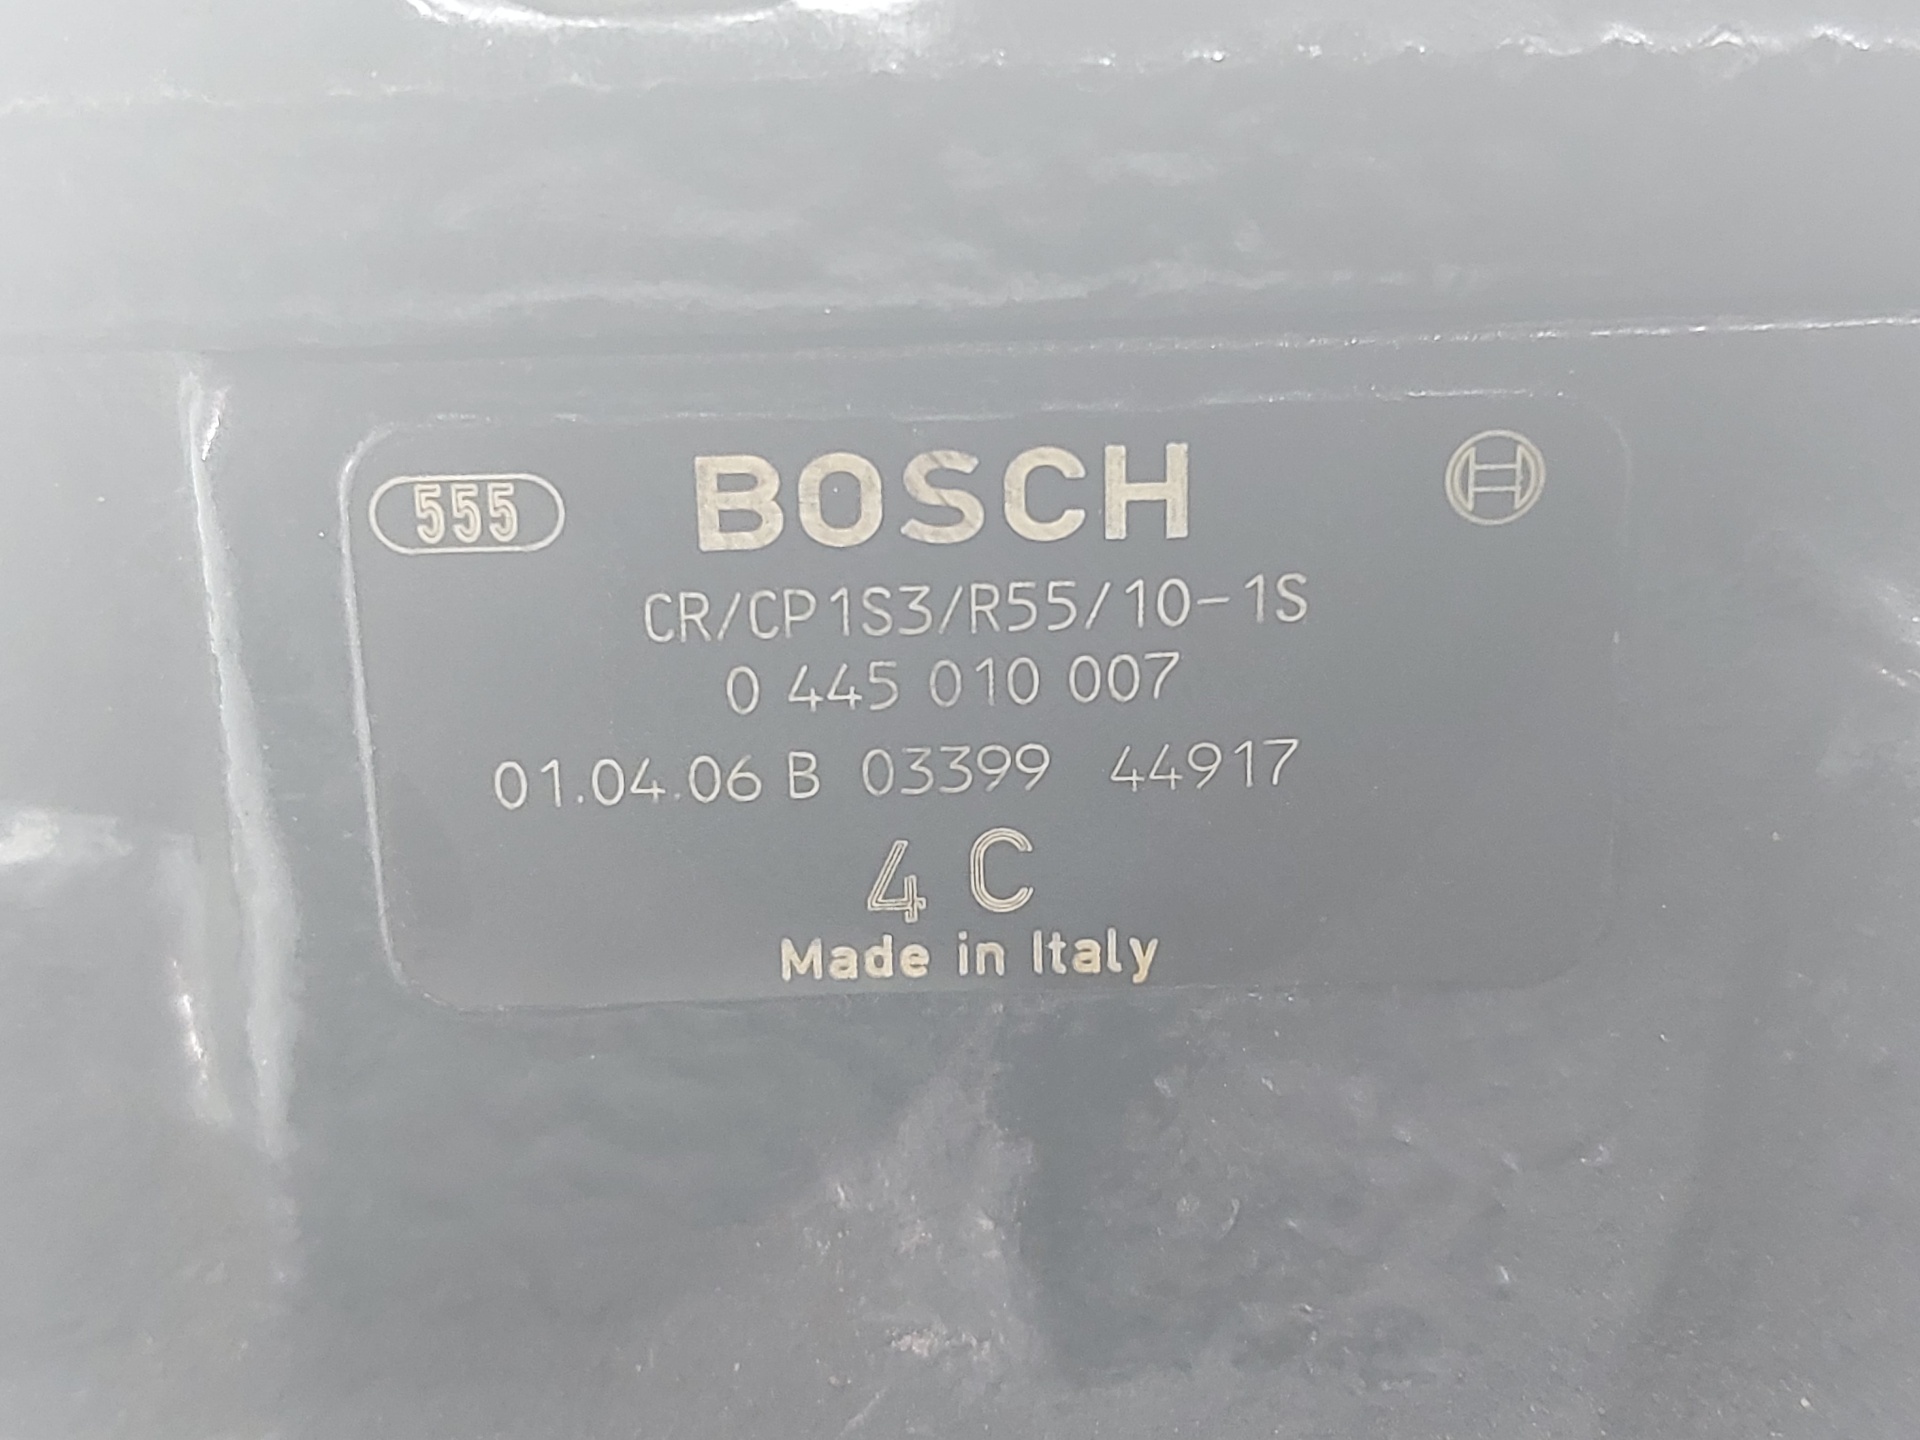 555 BOSCH
CR/CP1S3/R55/10-1S
0 445 010 007
01.04.06 B 03399 44917
4 C
Made in Italy